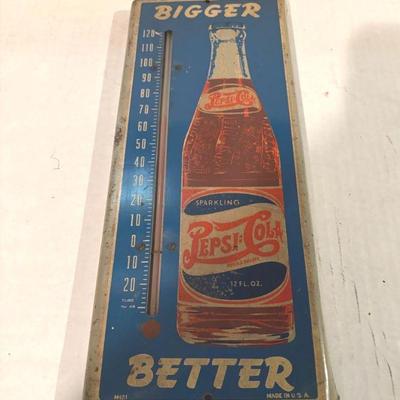 BIGGER
120
110
100
90
80
70
60
50
40
30
20
10
0
10
20
PEPSI:COLA
SPARKLING
PEPSI:COLA
12 FL. OZ.
BETTER
M121
MADE IN U.S.A.